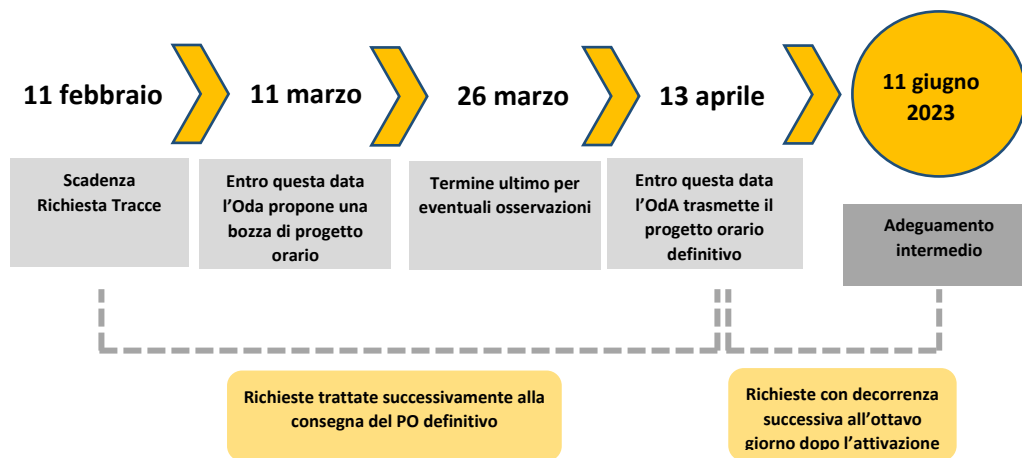 11 febbraio
11 marzo
26 marzo
13 aprile
11 giugno
2023
Scadenza
Richiesta Tracce
Entro questa data
l’Oda propone una
bozza di progetto
orario
Termine ultimo per
eventuali osservazioni
Entro questa data
l’OdA trasmette il
progetto orario
definitivo
Adeguamento
intermedio
Richieste trattate successivamente alla
consegna del PO definitivo
Richieste con decorrenza
successiva all’ottavo
giorno dopo l’attivazione